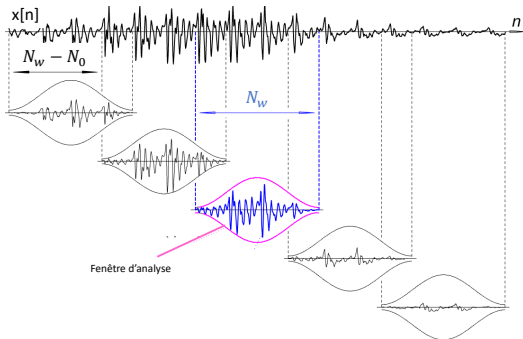 x[n]
n
N_w − N_0
N_w
Fenêtre d'analyse